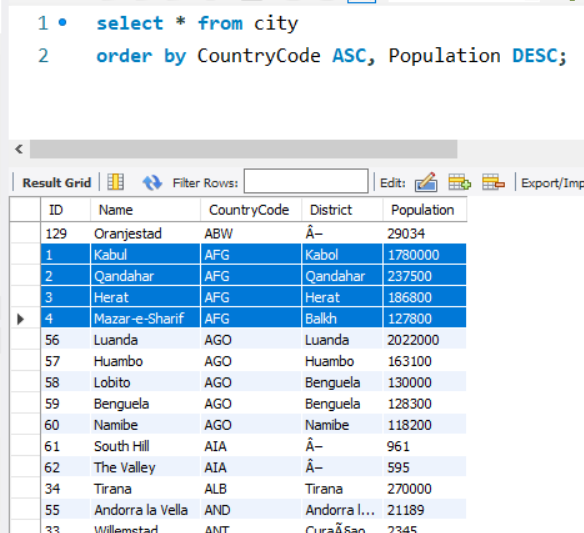 1 select * from city
2 order by CountryCode ASC, Population DESC;
Result Grid Filter Rows: Edit: Export/Imp
ID Name CountryCode District Population
129 Oranjestad ABW Â– 29034
1 Kabul AFG Kabol 1780000
2 Qandahar AFG Qandahar 237500
3 Herat AFG Herat 186800
4 Mazar-e-Sharif AFG Balkh 127800
56 Luanda AGO Luanda 2022000
57 Huambo AGO Huambo 163100
58 Lobito AGO Benguela 130000
59 Benguela AGO Benguela 128300
60 Namibe AGO Namibe 118200
61 South Hill AIA Â– 961
62 The Valley AIA Â– 595
34 Tirana ALB Tirana 270000
55 Andorra la Vella AND Andorra l... 21189
33 Willemstad ANT CuraÃ§ao 2345